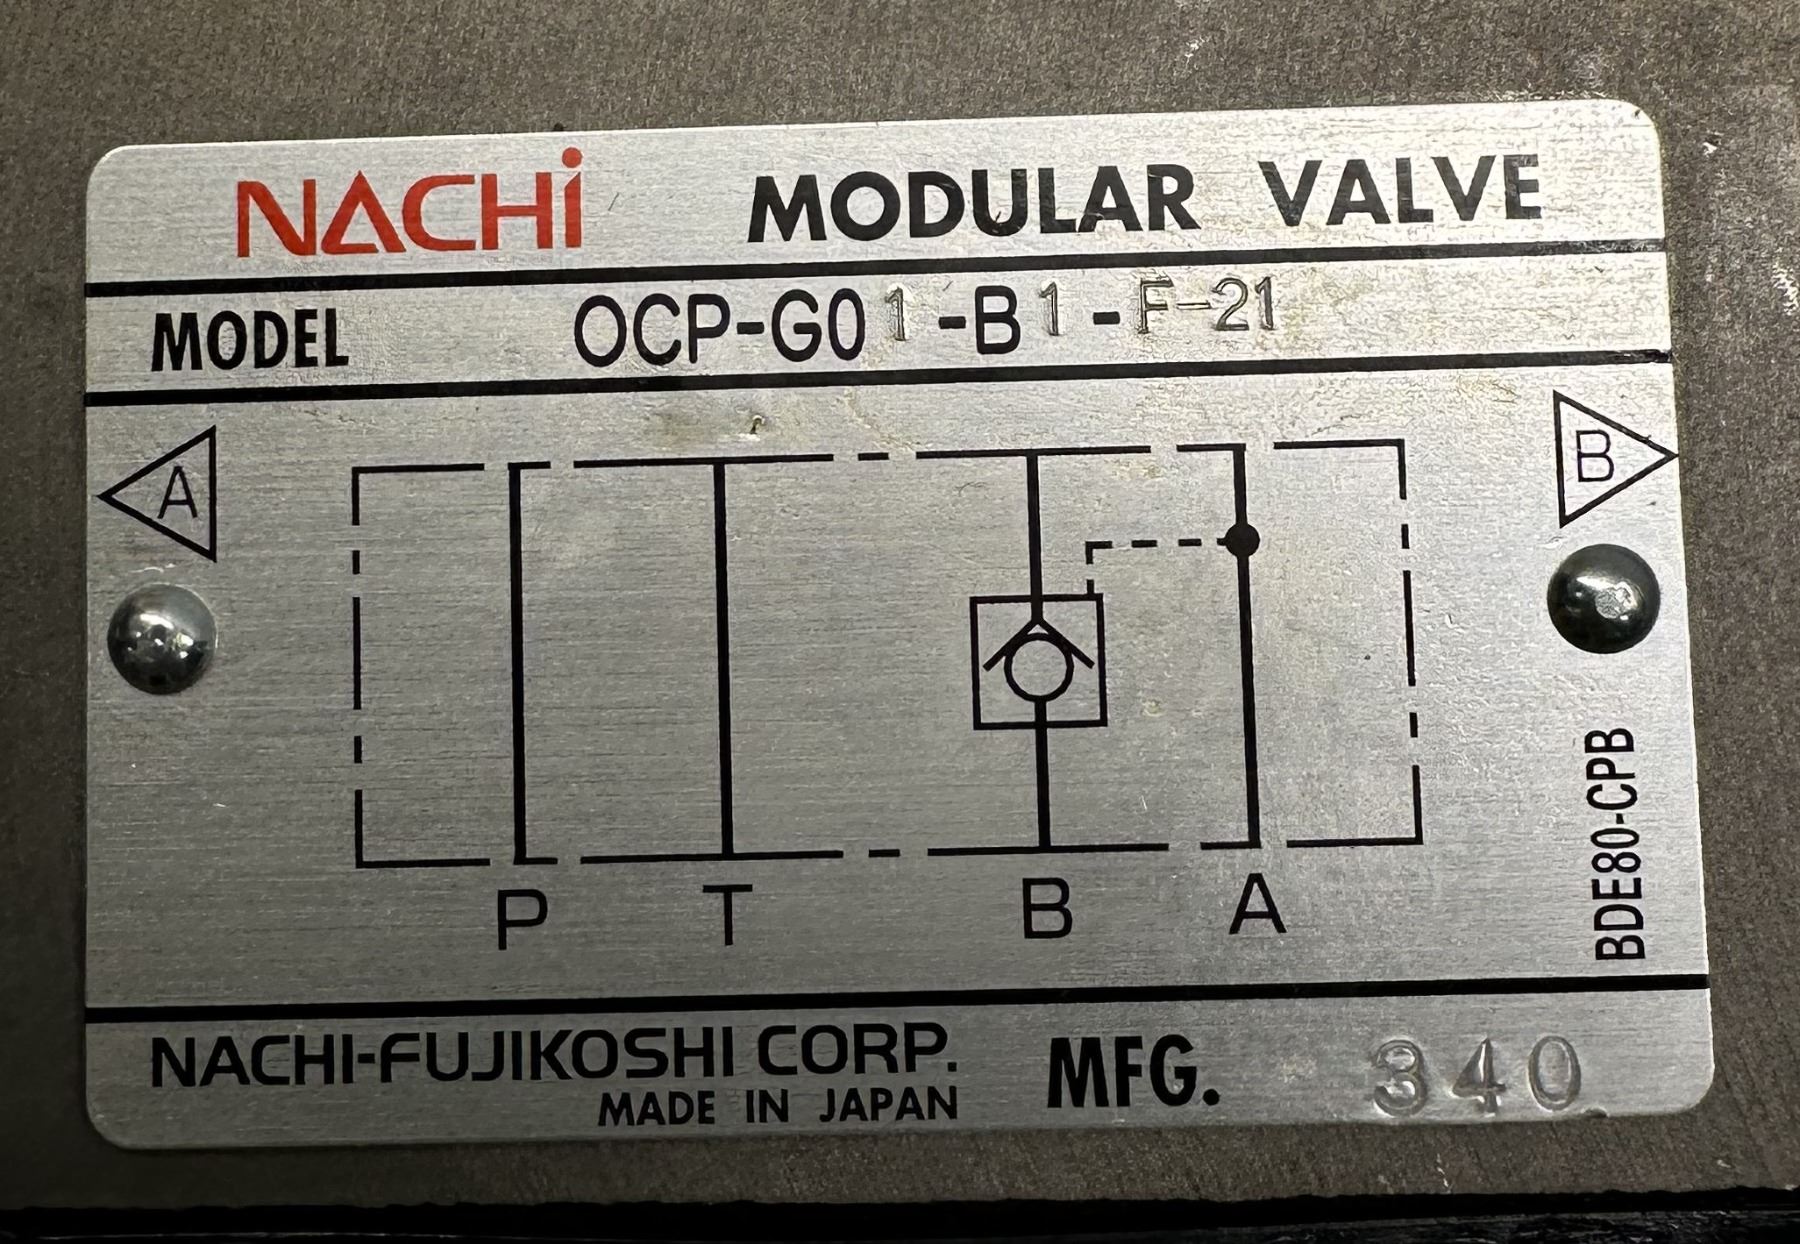 NACHi MODULAR VALVE
MODEL OCP-G01-B1-F-21
A B
P T B A
BDE80-CPB
NACHI-FUJIKOSHI CORP. MFG. 340
MADE IN JAPAN